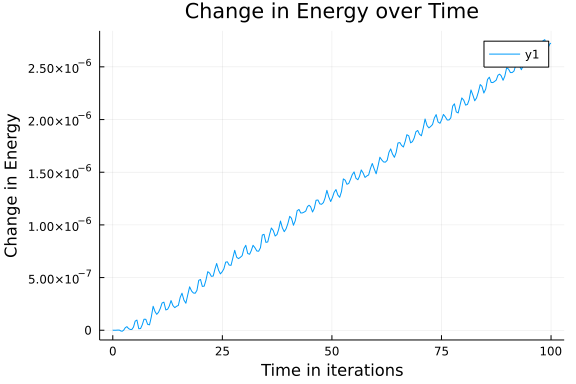 Change in Energy over Time
y1
Change in Energy
2.50×10⁻⁶
2.00×10⁻⁶
1.50×10⁻⁶
1.00×10⁻⁶
5.00×10⁻⁷
0
0 25 50 75 100
Time in iterations